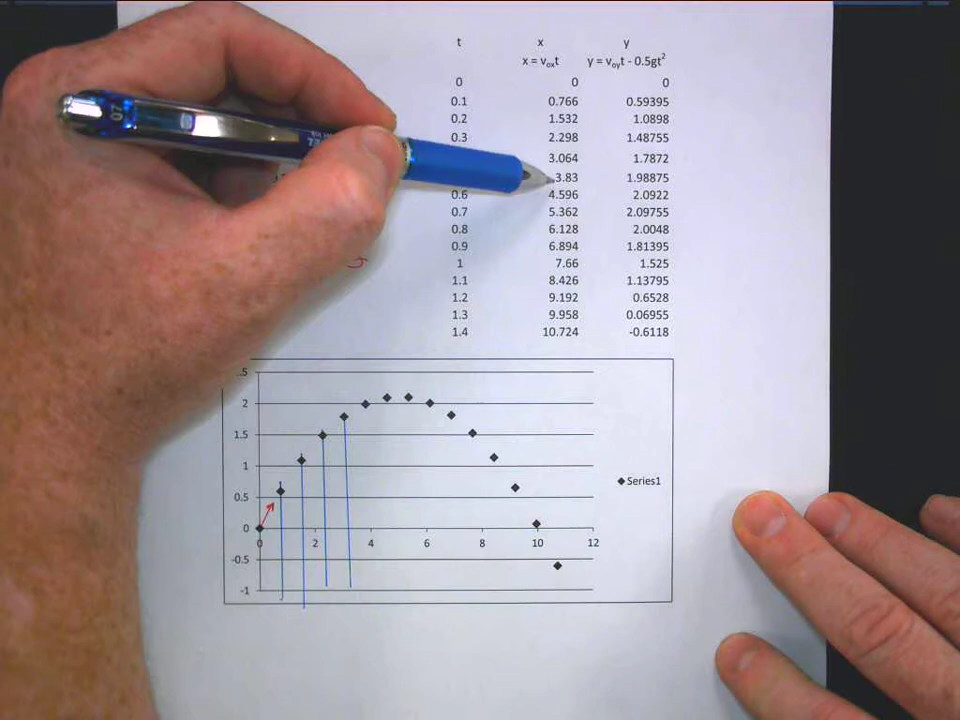 t x y
x = v_oxt y = v_oyt - 0.5gt²
0 0 0
0.1 0.766 0.59395
0.2 1.532 1.0898
0.3 2.298 1.48755
3.064 1.7872
3.83 1.98875
0.6 4.596 2.0922
0.7 5.362 2.09755
0.8 6.128 2.0048
0.9 6.894 1.81395
1 7.66 1.525
1.1 8.426 1.13795
1.2 9.192 0.6528
1.3 9.958 0.06955
1.4 10.724 -0.6118
.5
2
1.5
1
0.5
0
0 2 4 6 8 10 12
-0.5
-1
Series1
07